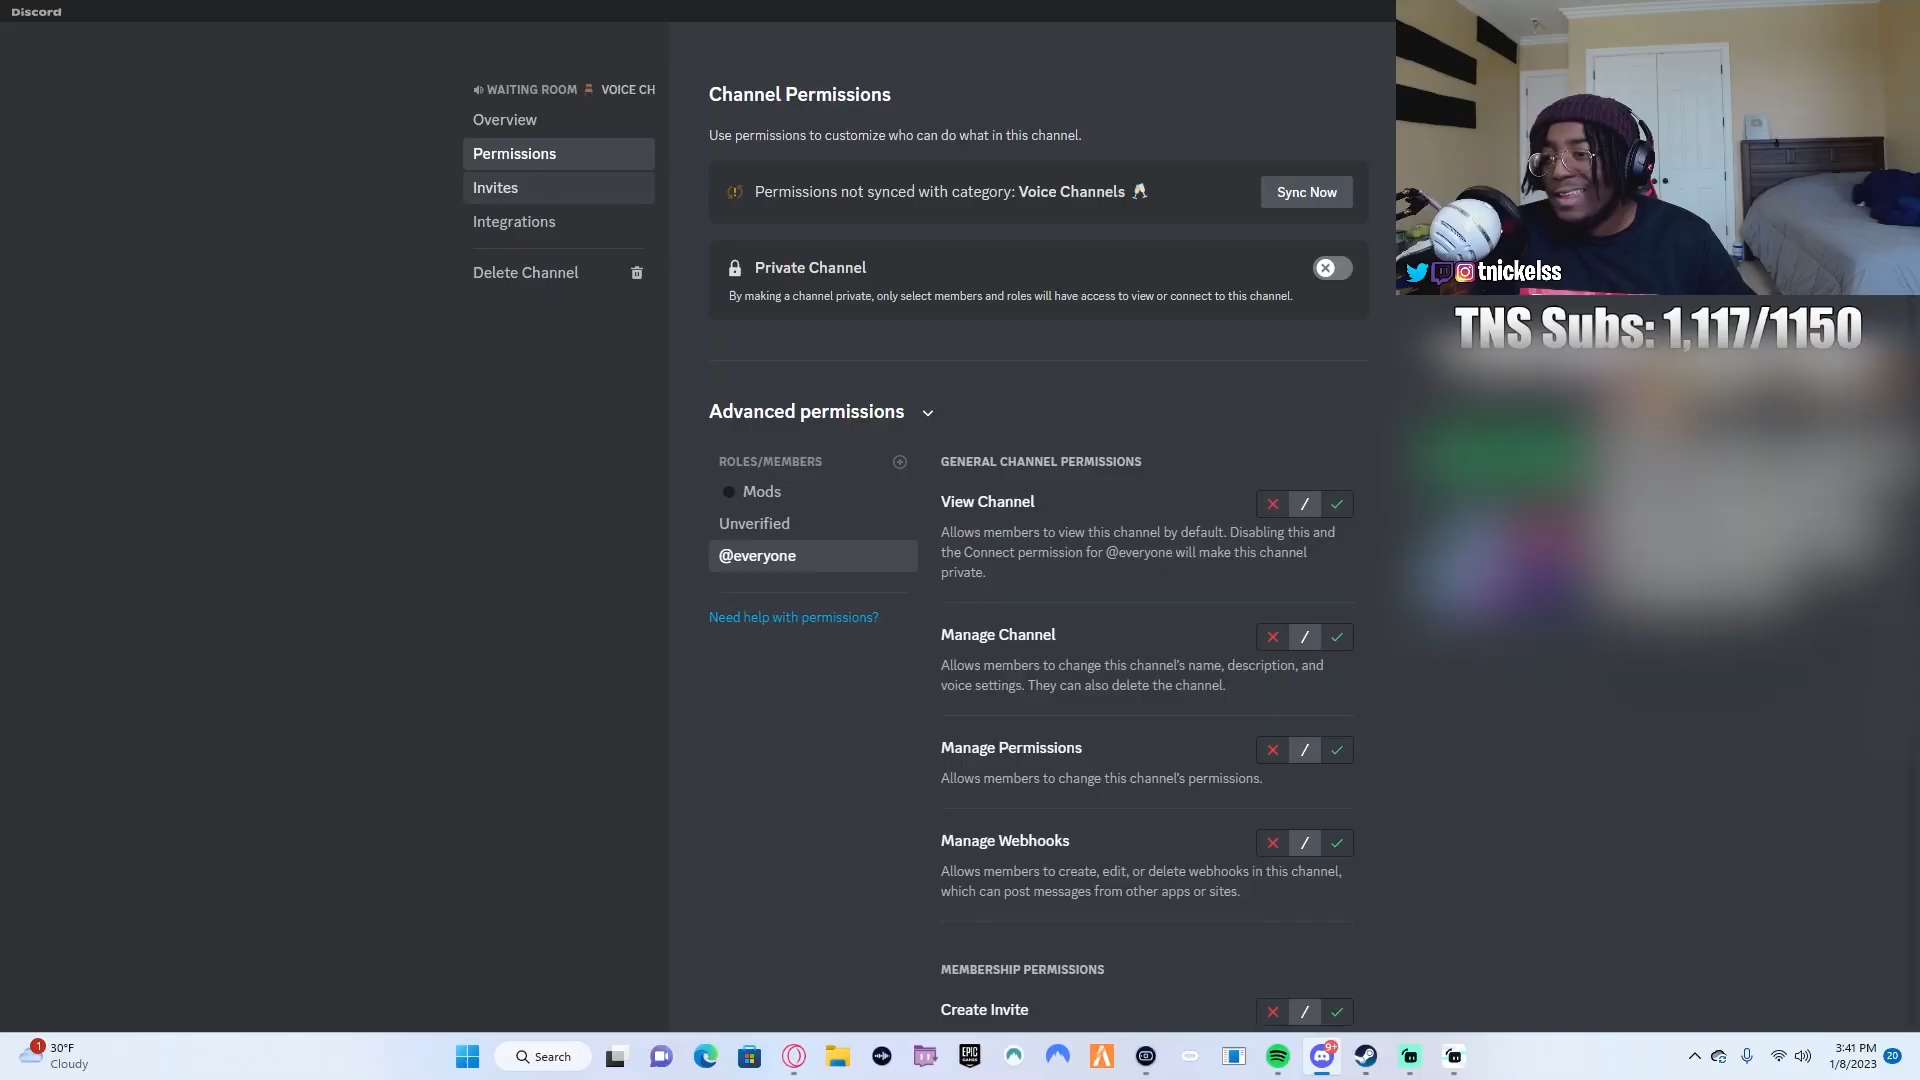 Discord
WAITING ROOM VOICE CH
Overview
Permissions
Invites
Integrations
Delete Channel
Channel Permissions
Use permissions to customize who can do what in this channel.
Permissions not synced with category: Voice Channels
Sync Now
Private Channel
By making a channel private, only select members and roles will have access to view or connect to this channel.
Advanced permissions
ROLES/MEMBERS
Mods
Unverified
@everyone
Need help with permissions?
GENERAL CHANNEL PERMISSIONS
View Channel
Allows members to view this channel by default. Disabling this and
the Connect permission for @everyone will make this channel
private.
Manage Channel
Allows members to change this channel's name, description, and
voice settings. They can also delete the channel.
Manage Permissions
Allows members to change this channel's permissions.
Manage Webhooks
Allows members to create, edit, or delete webhooks in this channel,
which can post messages from other apps or sites.
MEMBERSHIP PERMISSIONS
Create Invite
tnickelss
TNS Subs: 1,117/1150
1
30°F
Cloudy
Search
EPIC GAMES
9+
3:41 PM
1/8/2023
20